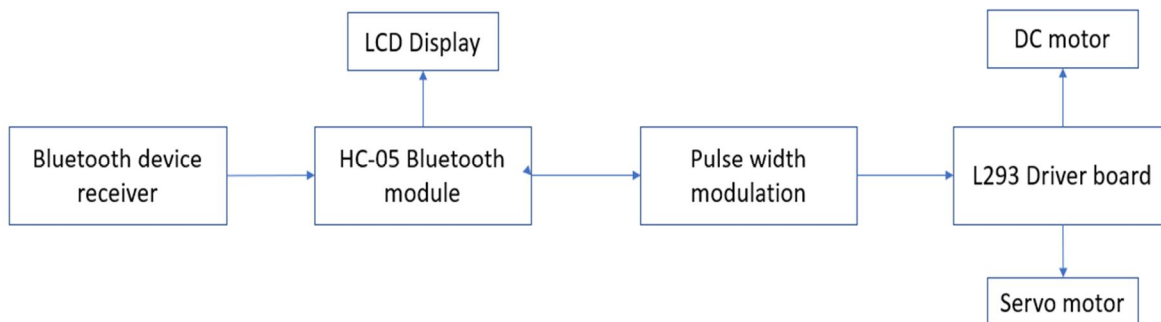 LCD Display
DC motor
Bluetooth device
receiver
HC-05 Bluetooth
module
Pulse width
modulation
L293 Driver board
Servo motor